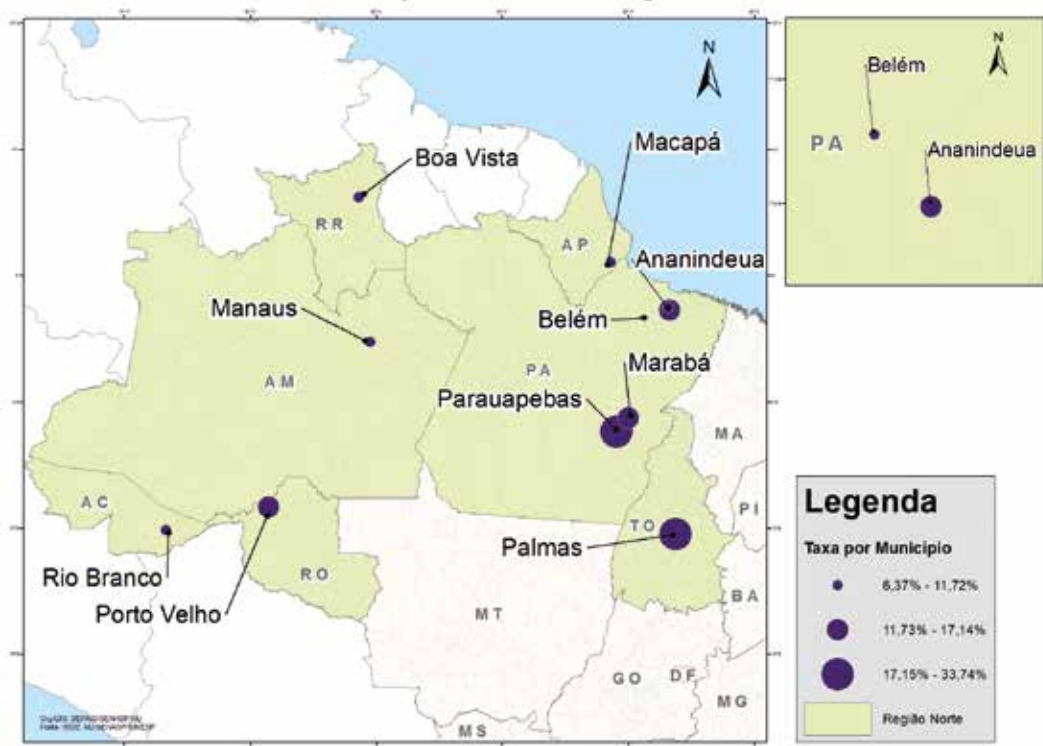 N
Boa Vista
Macapá
RR
AP
Ananindeua
Manaus
Belém
PA
Marabá
AM
Parauapebas
MA
AC
PI
TO
Palmas
Rio Branco
RO
BA
Porto Velho
MT
GO
DF
MG
MS
N
Belém
PA
Ananindeua
Legenda
Taxa por Municipio
6,37% - 11,72%
11,73% - 17,14%
17,15% - 33,74%
Região Norte